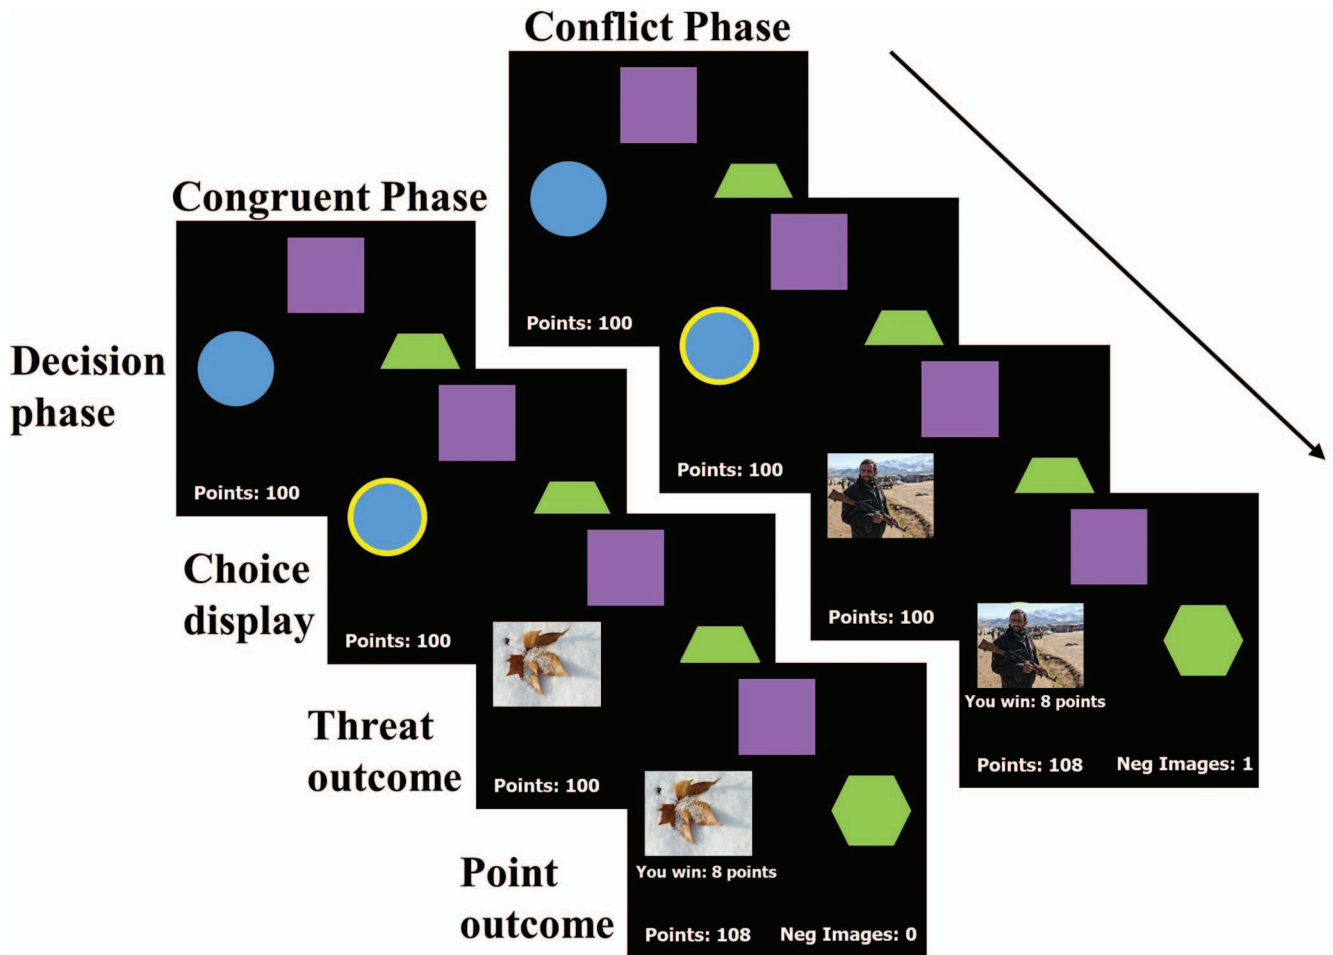 Conflict Phase
Points: 100
Points: 100
Points: 100
You win: 8 points
Points: 108 Neg Images: 1
Congruent Phase
Decision
phase
Points: 100
Choice
display
Points: 100
Threat
outcome
Points: 100
Point
outcome
You win: 8 points
Points: 108 Neg Images: 0